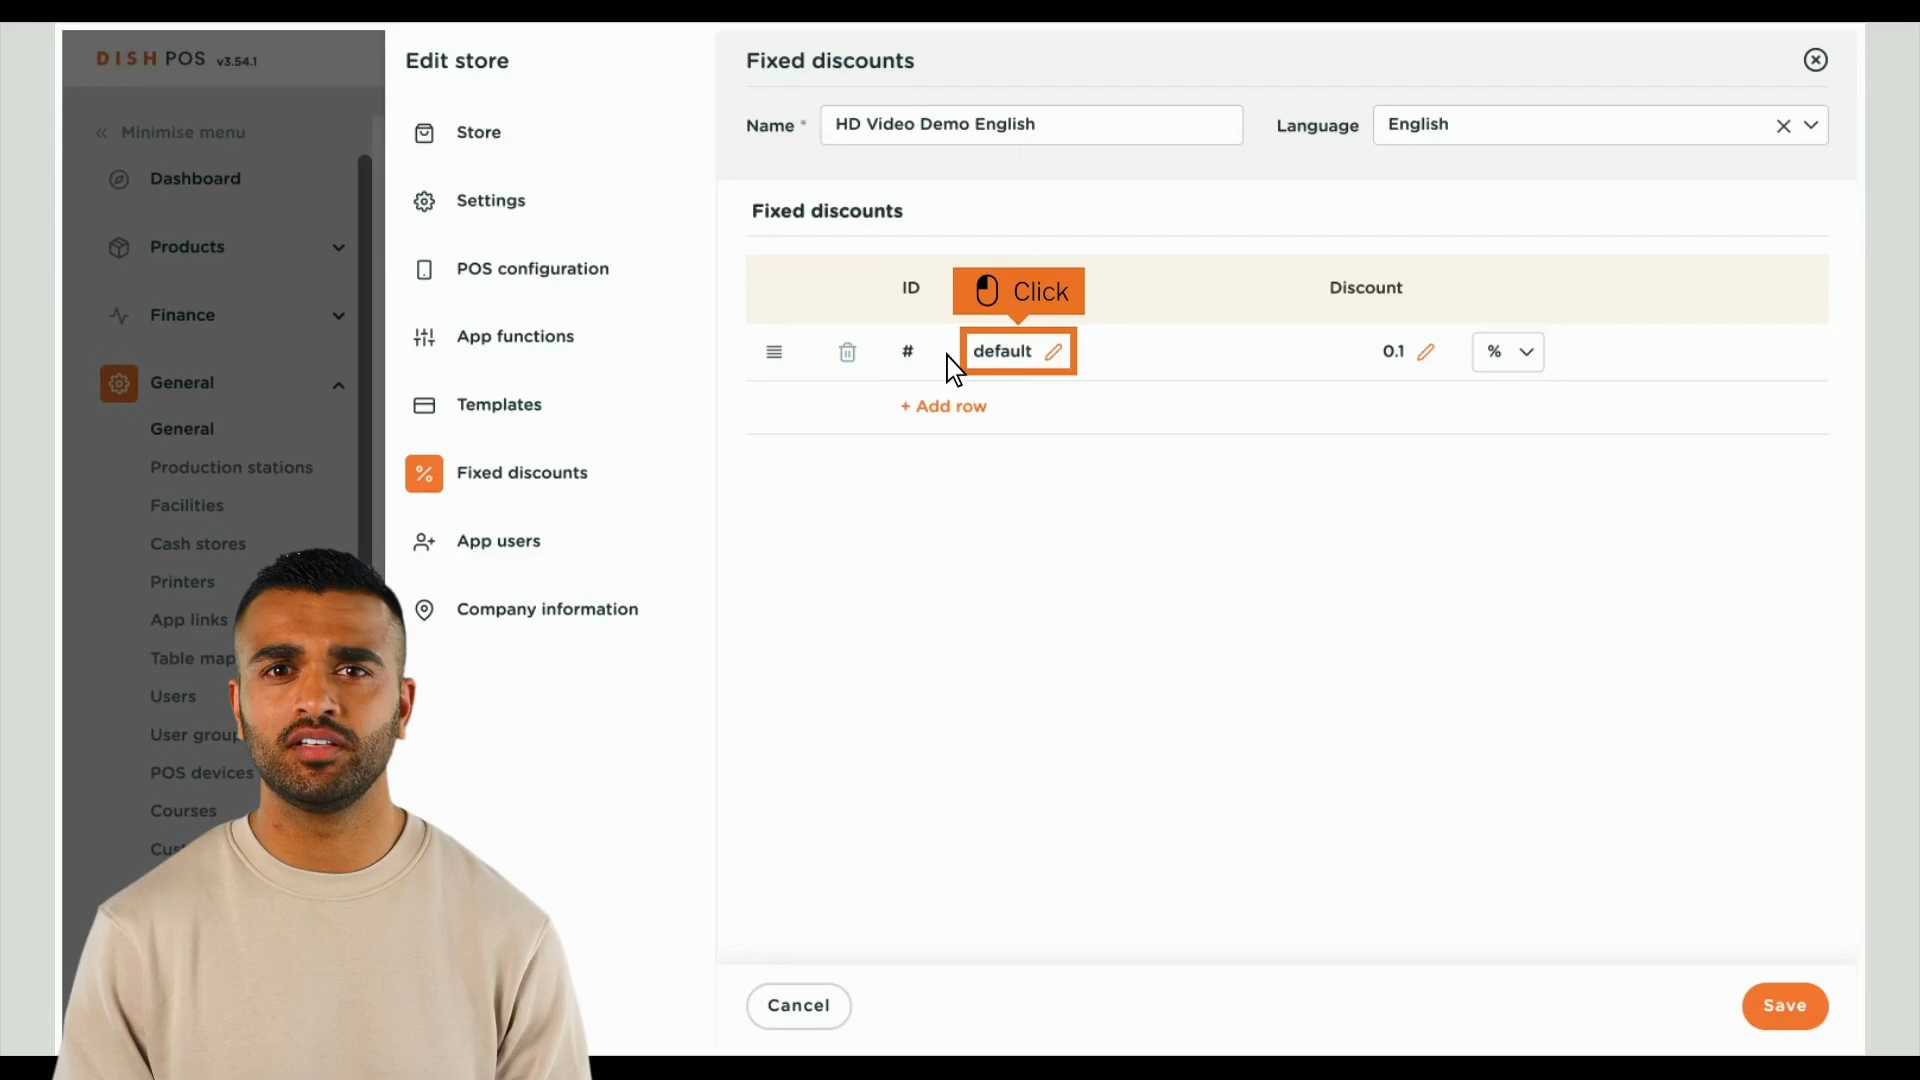 DISH POS v3.54.1
Minimise menu
Dashboard
Products
Finance
General
General
Production stations
Facilities
Cash stores
Printers
App links
Table map
Users
User group
POS devices
Courses
Edit store
Store
Settings
POS configuration
App functions
Templates
Fixed discounts
App users
Company information
Fixed discounts
Name * HD Video Demo English Language English
Fixed discounts
ID Click Discount
# default 0.1 %
+ Add row
Cancel Save